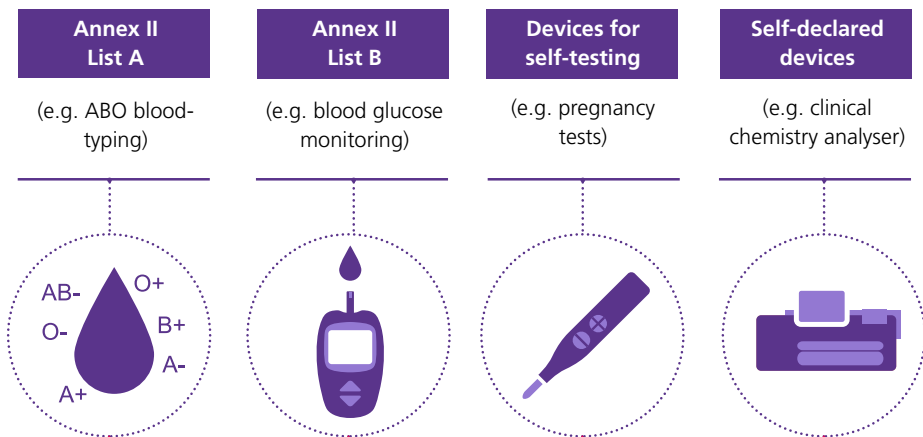 Annex II
List A
(e.g. ABO blood-
typing)
Annex II
List B
(e.g. blood glucose
monitoring)
Devices for
self-testing
(e.g. pregnancy
tests)
Self-declared
devices
(e.g. clinical
chemistry analyser)
AB-
O+
O-
B+
A-
A+